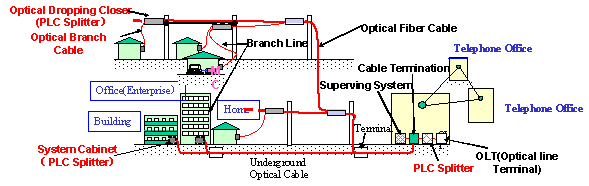 Optical Dropping Closer
(PLC Splitter)
Optical Branch
Cable
Branch Line
Optical Fiber Cable
Telephone Office
Cable Termination
Superving System
Telephone Office
M
C
Office(Enterprise)
Home
Building
Terminal
System Cabinet
( PLC Splitter)
Underground
Optical Cable
PLC Splitter
OLT(Optical line
Terminal)